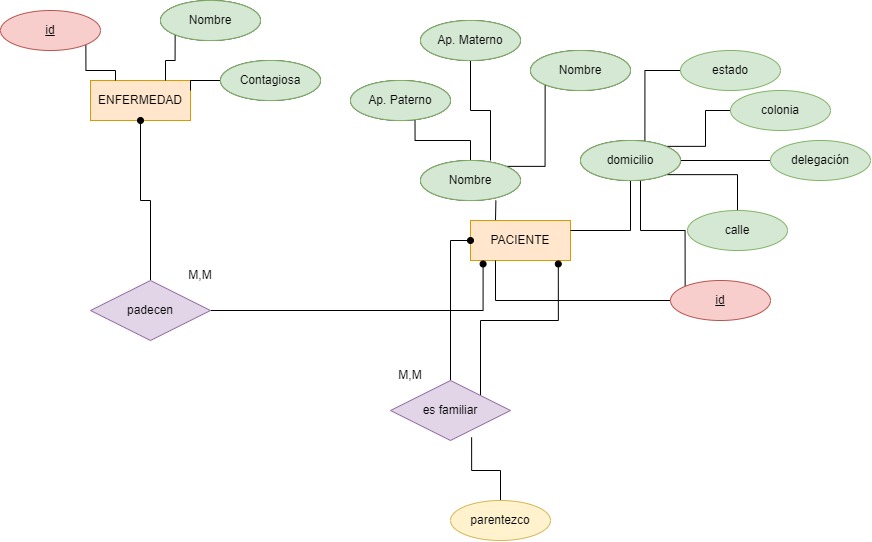 id
Nombre
ENFERMEDAD
Contagiosa
Ap. Materno
Nombre
Ap. Paterno
Nombre
estado
colonia
domicilio
delegación
calle
PACIENTE
id
M,M
padecen
M,M
es familiar
parentezco